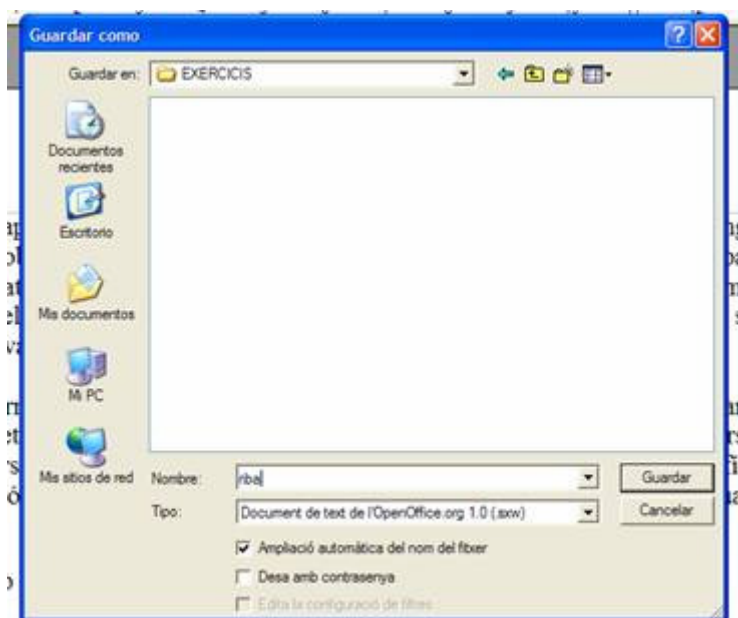 Guardar como
Guardar en:
EXERCICIS
Documentos
recientes
Escritorio
Mis documentos
Mi PC
Mis sitios de red
Nombre:
Guardar
Tipo:
Document de text de l'OpenOffice.org 1.0 (.sxw)
Cancelar
Ampliació automàtica del nom del fitxer
Desa amb contrasenya
Edita la configuració de filtres